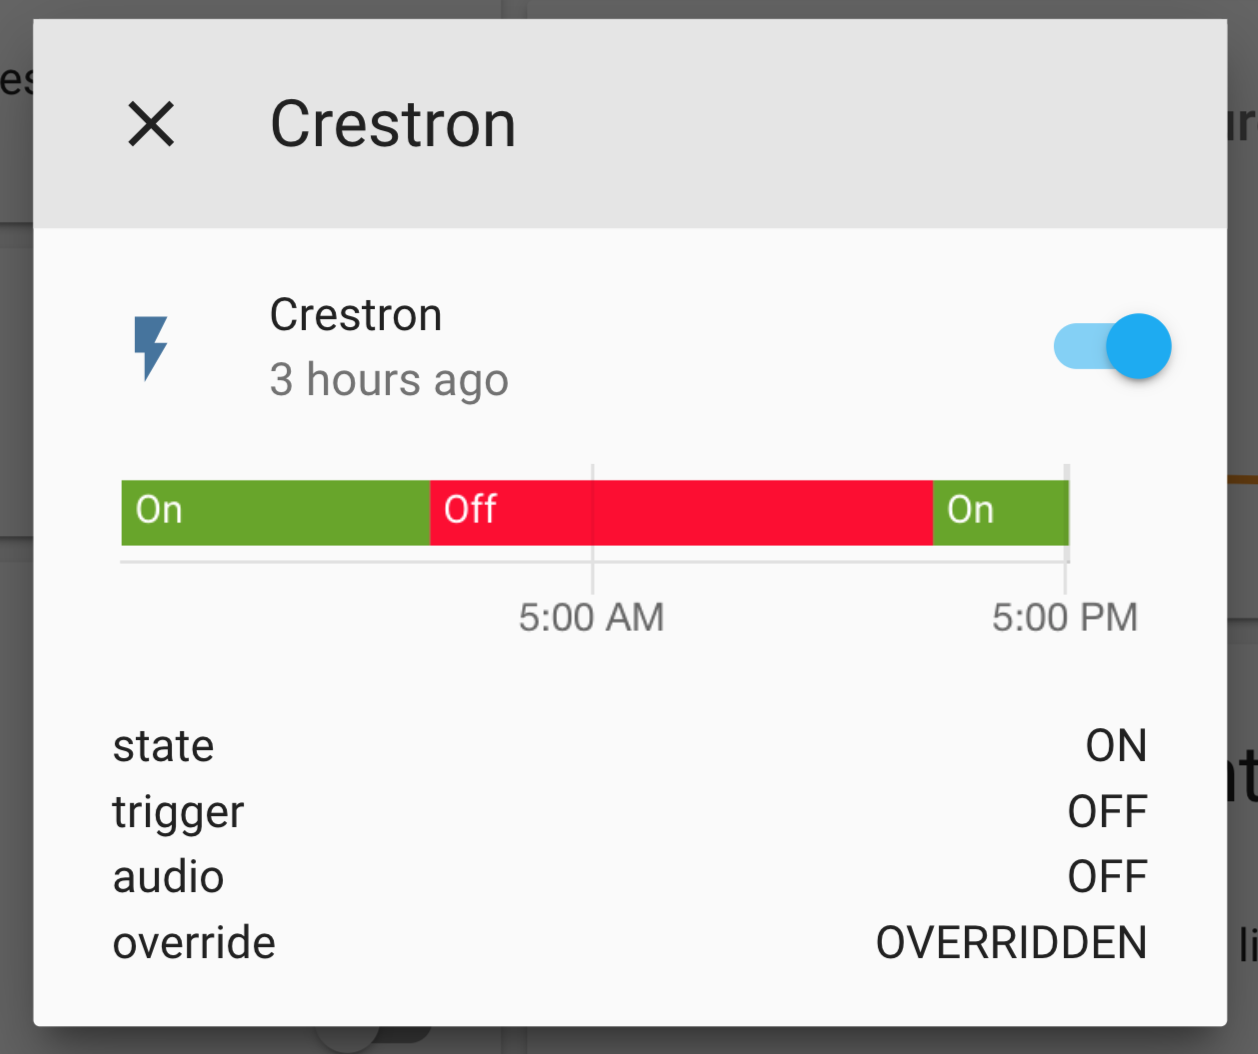 Crestron
Crestron
3 hours ago
On Off On
5:00 AM 5:00 PM
state ON
trigger OFF
audio OFF
override OVERRIDDEN